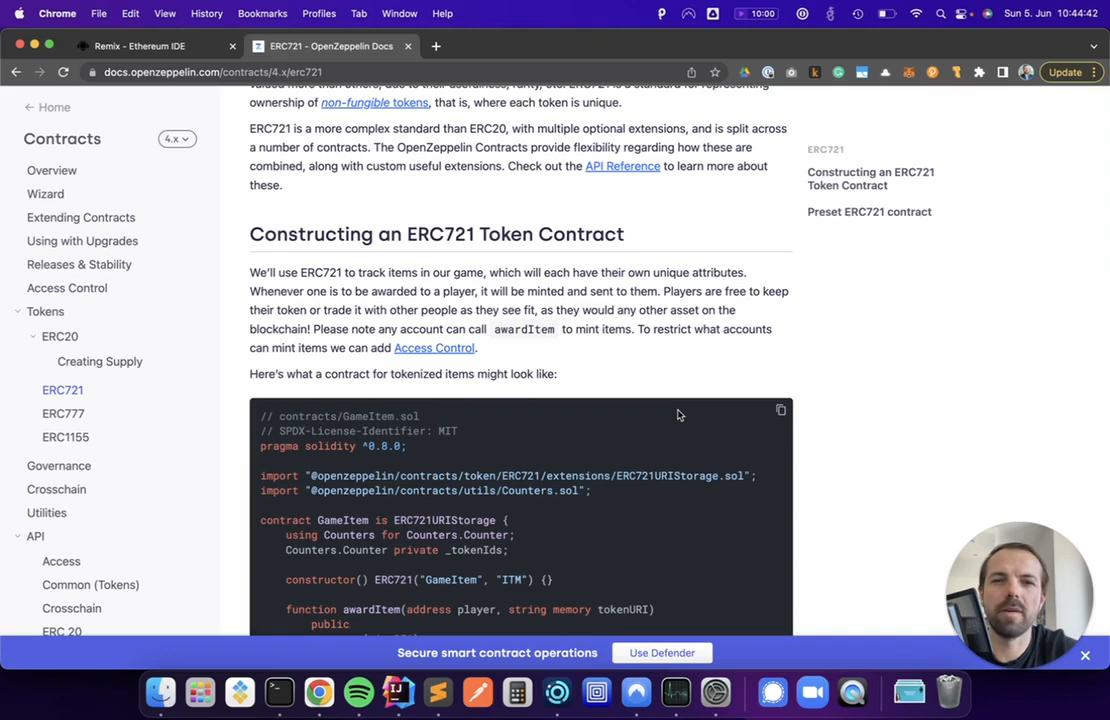 Chrome File Edit View History Bookmarks Profiles Tab Window Help 10:00 Sun 5. Jun 10:44:42
Remix - Ethereum IDE
ERC721 - OpenZeppelin Docs
docs.openzeppelin.com/contracts/4.x/erc721
Update
Home
Contracts
4.x
Overview
Wizard
Extending Contracts
Using with Upgrades
Releases & Stability
Access Control
Tokens
ERC20
Creating Supply
ERC721
ERC777
ERC1155
Governance
Crosschain
Utilities
API
Access
Common (Tokens)
Crosschain
ERC 20
ownership of non-fungible tokens, that is, where each token is unique.
ERC721 is a more complex standard than ERC20, with multiple optional extensions, and is split across
a number of contracts. The OpenZeppelin Contracts provide flexibility regarding how these are
combined, along with custom useful extensions. Check out the API Reference to learn more about
these.
Constructing an ERC721 Token Contract
We'll use ERC721 to track items in our game, which will each have their own unique attributes.
Whenever one is to be awarded to a player, it will be minted and sent to them. Players are free to keep
their token or trade it with other people as they see fit, as they would any other asset on the
blockchain! Please note any account can call awardItem to mint items. To restrict what accounts
can mint items we can add Access Control.
Here's what a contract for tokenized items might look like:
// contracts/GameItem.sol
// SPDX-License-Identifier: MIT
pragma solidity ^0.8.0;
import "@openzeppelin/contracts/token/ERC721/extensions/ERC721URIStorage.sol";
import "@openzeppelin/contracts/utils/Counters.sol";
contract GameItem is ERC721URIStorage {
using Counters for Counters.Counter;
Counters.Counter private _tokenIds;
constructor() ERC721("GameItem", "ITM") {}
function awardItem(address player, string memory tokenURI)
public
ERC721
Constructing an ERC721
Token Contract
Preset ERC721 contract
Secure smart contract operations
Use Defender